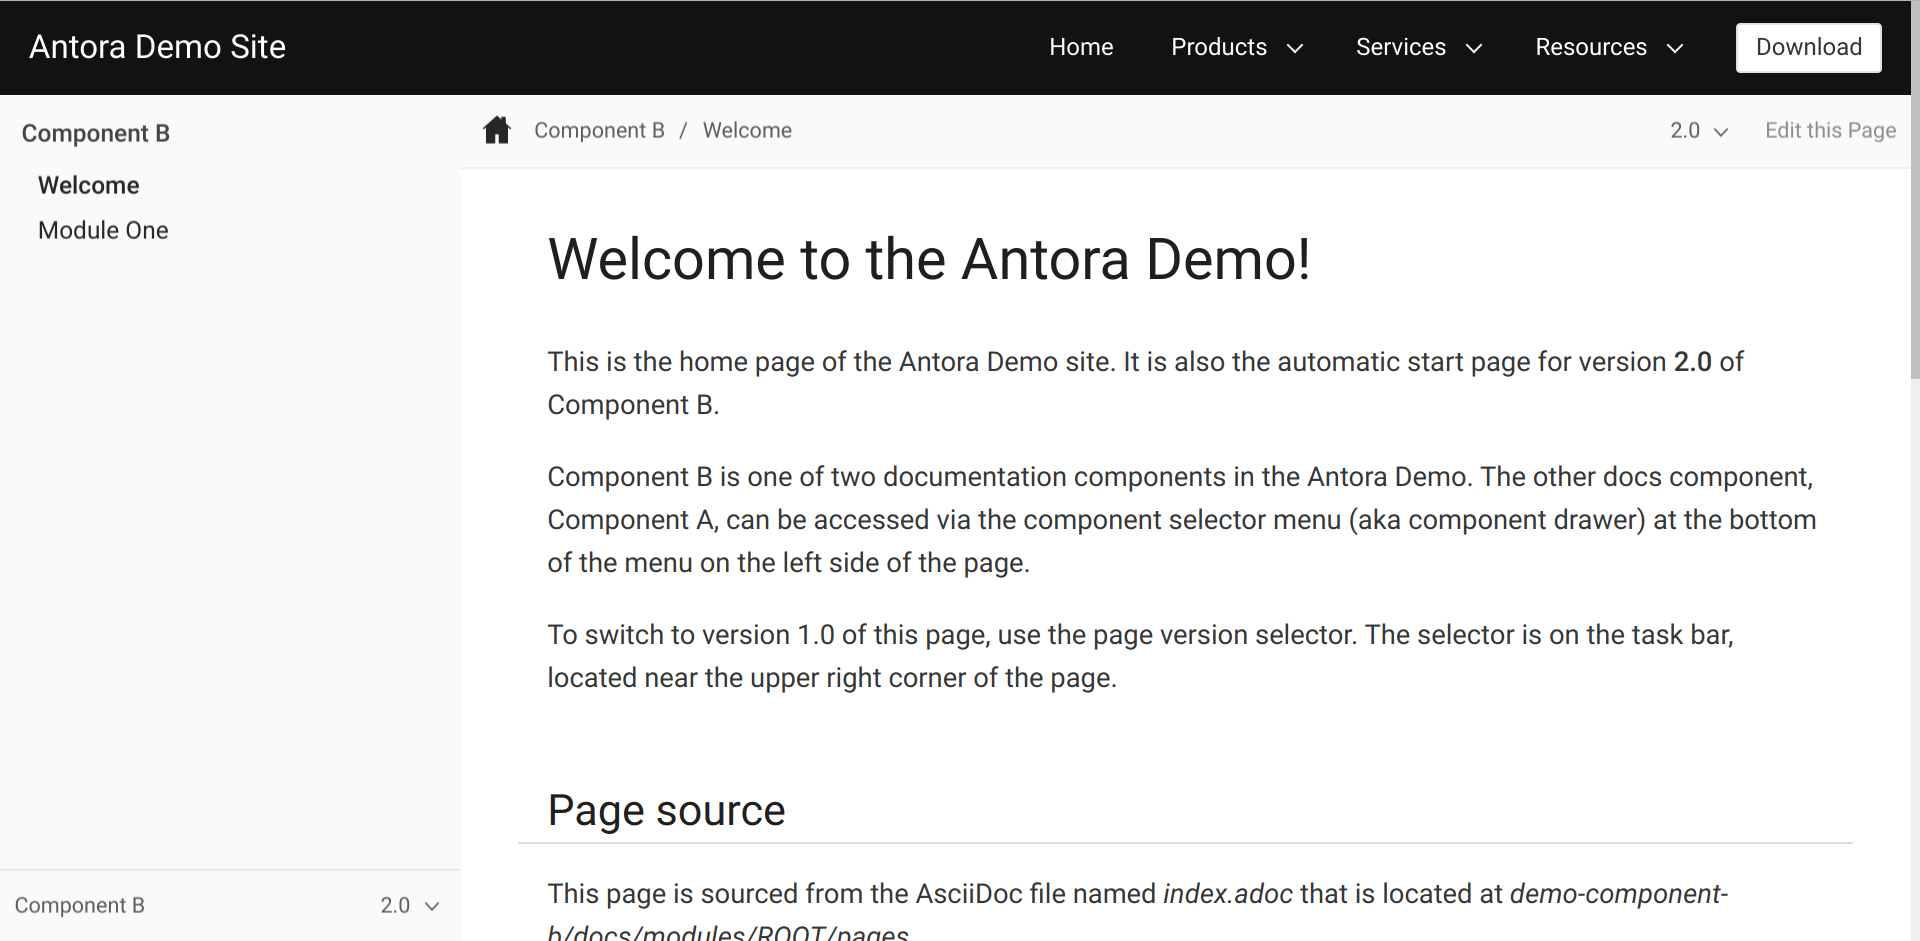 Antora Demo Site
Home Products Services Resources Download
Component B
Welcome
Module One
Component B / Welcome
2.0 Edit this Page
Welcome to the Antora Demo!
This is the home page of the Antora Demo site. It is also the automatic start page for version 2.0 of
Component B.
Component B is one of two documentation components in the Antora Demo. The other docs component,
Component A, can be accessed via the component selector menu (aka component drawer) at the bottom
of the menu on the left side of the page.
To switch to version 1.0 of this page, use the page version selector. The selector is on the task bar,
located near the upper right corner of the page.
Page source
This page is sourced from the AsciiDoc file named index.adoc that is located at demo-component-
b/docs/modules/ROOT/pages.
Component B 2.0